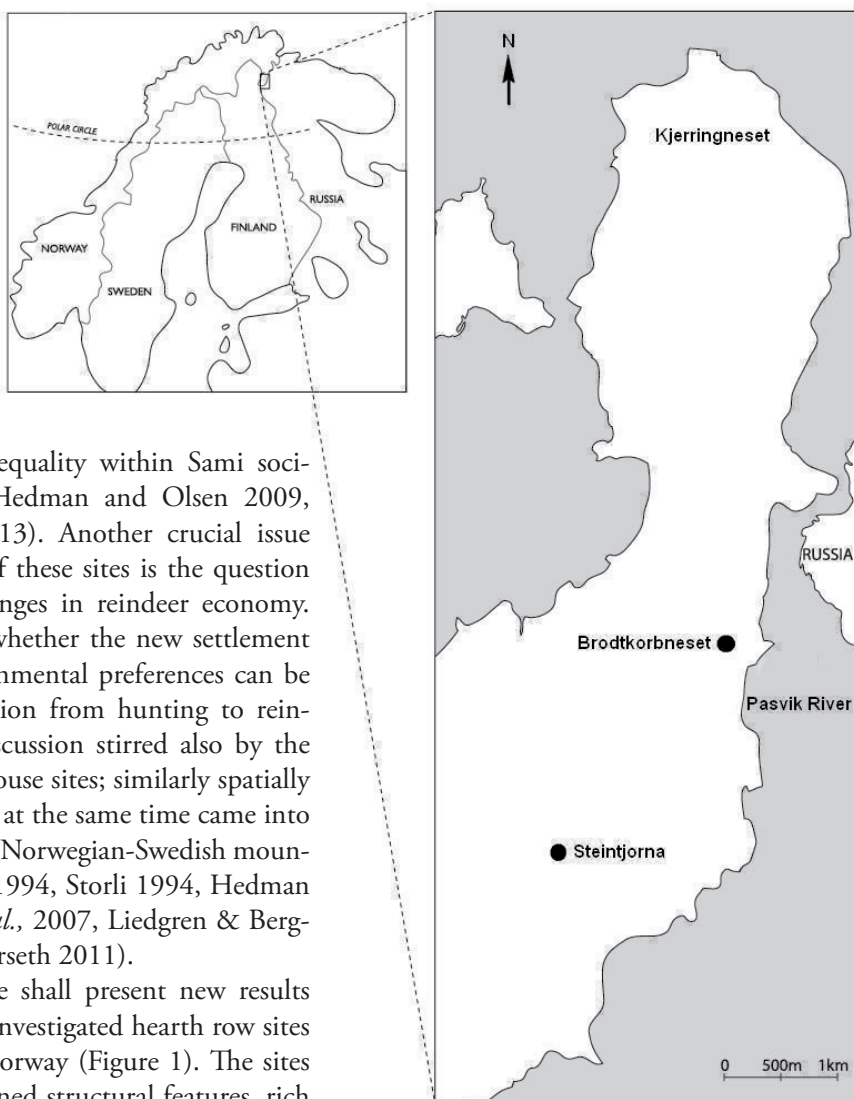 POLAR CIRCLE
RUSSIA
FINLAND
NORWAY
SWEDEN
N
Kjerringneset
RUSSIA
Brodtkorbneset
Pasvik River
Steintjorna
0 500m 1km
equality within Sami soci-
Hedman and Olsen 2009,
13). Another crucial issue
f these sites is the question
nges in reindeer economy.
whether the new settlement
nmental preferences can be
ion from hunting to rein-
scussion stirred also by the
ouse sites; similarly spatially
at the same time came into
Norwegian-Swedish moun-
1994, Storli 1994, Hedman
al., 2007, Liedgren & Berg-
rseth 2011).
e shall present new results
nvestigated hearth row sites
orway (Figure 1). The sites
ned structural features, rich